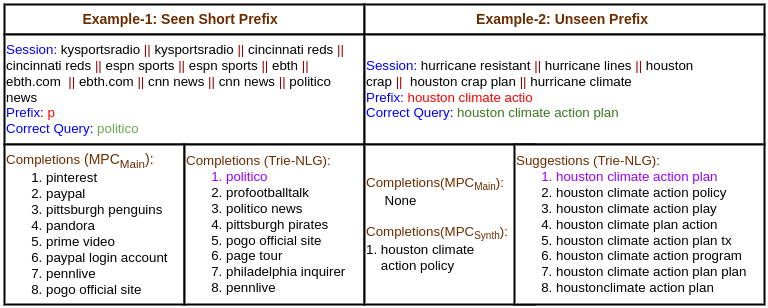 Example-1: Seen Short Prefix
Session: kysportsradio || kysportsradio || cincinnati reds ||
cincinnati reds || espn sports || espn sports || ebth ||
ebth.com || ebth.com || cnn news || cnn news || politico
news
Prefix: p
Correct Query: politico
Example-2: Unseen Prefix
Session: hurricane resistant || hurricane lines || houston
crap || houston crap plan || hurricane climate
Prefix: houston climate actio
Correct Query: houston climate action plan
Completions (MPCMain):
1. pinterest
2. paypal
3. pittsburgh penguins
4. pandora
5. prime video
6. paypal login account
7. pennlive
8. pogo official site
Completions (Trie-NLG):
1. politico
2. profootballtalk
3. politico news
4. pittsburgh pirates
5. pogo official site
6. page tour
7. philadelphia inquirer
8. pennlive
Completions(MPCMain):
None
Completions(MPCSynth):
1. houston climate
action policy
Suggestions (Trie-NLG):
1. houston climate action plan
2. houston climate action policy
3. houston climate action play
4. houston climate plan action
5. houston climate action plan tx
6. houston climate action program
7. houston climate action plan plan
8. houstonclimate action plan